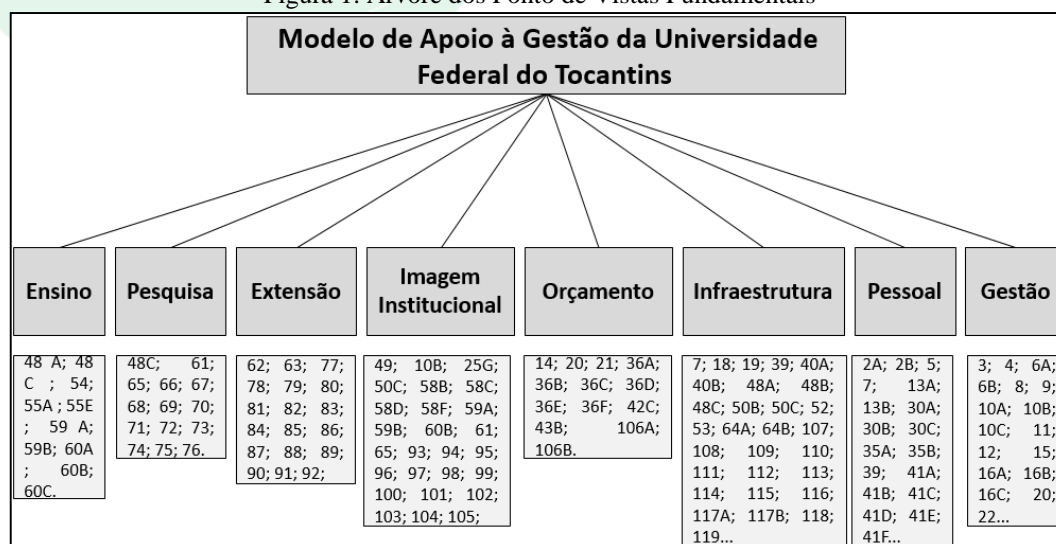 Figura 1: Árvore dos Ponto de Vistas Fundamentais
Modelo de Apoio à Gestão da Universidade
Federal do Tocantins
Ensino
Pesquisa
Extensão
Imagem
Institucional
Orçamento
Infraestrutura
Pessoal
Gestão
48 A; 48
C ; 54;
55A ; 55E
; 59 A;
59B; 60A
; 60B;
60C.
48C; 61;
65; 66; 67;
68; 69; 70;
71; 72; 73;
74; 75; 76.
62; 63; 77;
78; 79; 80;
81; 82; 83;
84; 85; 86;
87; 88; 89;
90; 91; 92;
49; 10B; 25G;
50C; 58B; 58C;
58D; 58F; 59A;
59B; 60B; 61;
65; 93; 94; 95;
96; 97; 98; 99;
100; 101; 102;
103; 104; 105;
14; 20; 21; 36A;
36B; 36C; 36D;
36E; 36F; 42C;
43B; 106A;
106B.
7; 18; 19; 39; 40A;
40B; 48A; 48B;
48C; 50B; 50C; 52;
53; 64A; 64B; 107;
108; 109; 110;
111; 112; 113;
114; 115; 116;
117A; 117B; 118;
119...
2A; 2B; 5;
7; 13A;
13B; 30A;
30B; 30C;
35A; 35B;
39; 41A;
41B; 41C;
41D; 41E;
41F...
3; 4; 6A;
6B; 8; 9;
10A; 10B;
10C; 11;
12; 15;
16A; 16B;
16C; 20;
22...